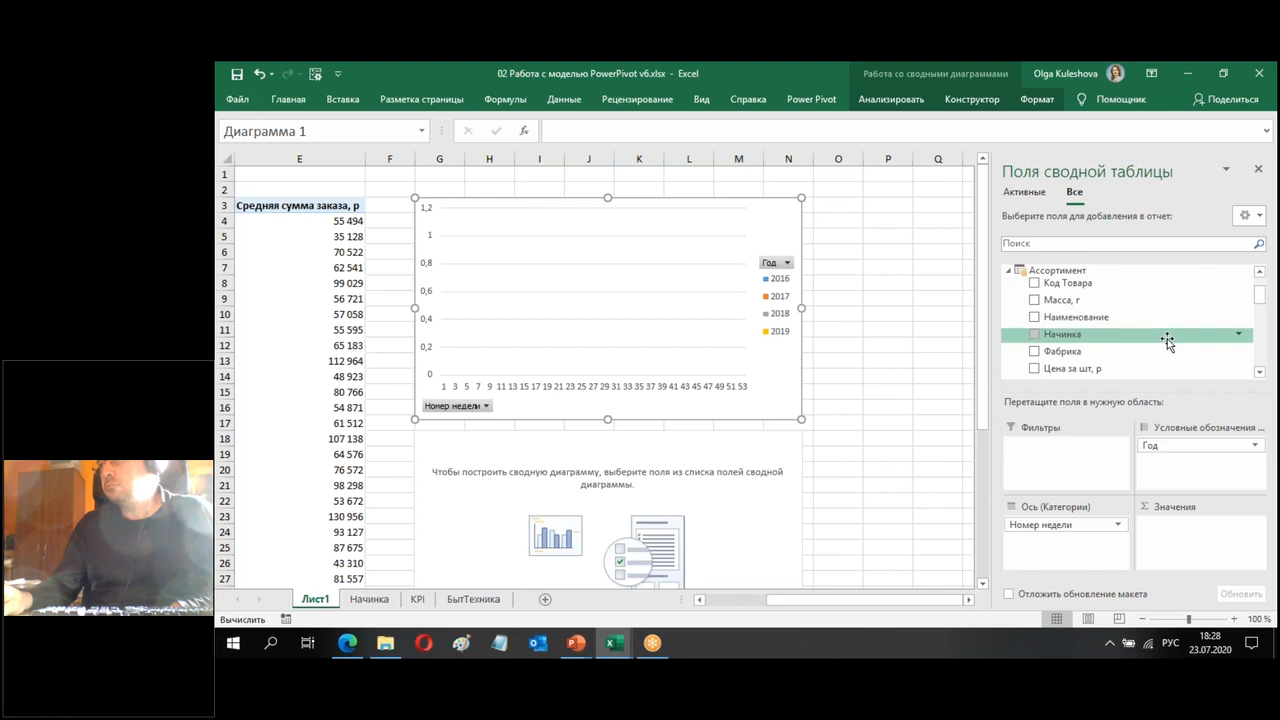 02 Работа с моделью PowerPivot v6.xlsx - Excel
Работа со сводными диаграммами
Olga Kuleshova
Файл Главная Вставка Разметка страницы Формулы Данные Рецензирование Вид Справка Power Pivot Анализировать Конструктор Формат Помощник Поделиться
Диаграмма 1
fx
E F G H I J K L M N O P Q
1
2
3 Средняя сумма заказа, р
4 55 494
5 35 128
6 70 522
7 62 541
8 99 029
9 56 721
10 57 058
11 55 595
12 65 183
13 112 964
14 48 923
15 80 766
16 54 871
17 61 512
18 107 138
19 64 576
20 76 572
21 98 298
22 53 672
23 130 956
24 93 127
25 87 675
26 43 310
27 81 557
1,2
1
0,8
0,6
0,4
0,2
0
1 3 5 7 9 11 13 15 17 19 21 23 25 27 29 31 33 35 37 39 41 43 45 47 49 51 53
Номер недели
Год
2016
2017
2018
2019
Чтобы построить сводную диаграмму, выберите поля из списка полей сводной
диаграммы.
Поля сводной таблицы
Активные Все
Выберите поля для добавления в отчет:
Поиск
Ассортимент
Код Товара
Масса, г
Наименование
Начинка
Фабрика
Цена за шт, р
Перетащите поля в нужную область:
Фильтры
Условные обозначения ...
Год
Ось (Категории)
Номер недели
Σ Значения
Отложить обновление макета
Обновить
Лист1 Начинка KPI БытТехника
Вычислить
100 %
РУС
18:28
23.07.2020